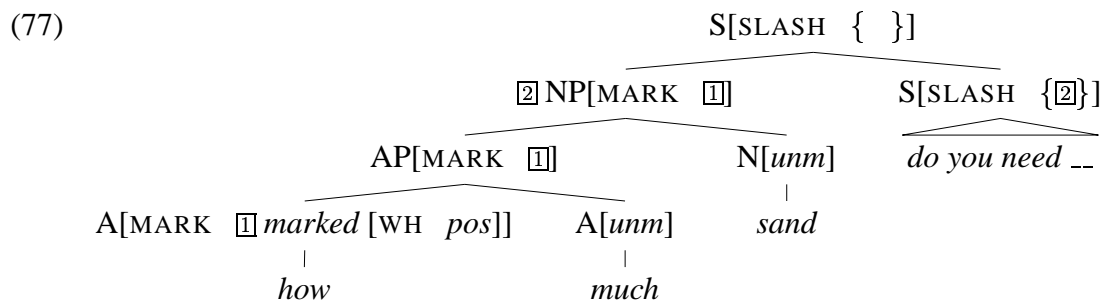 (77) S[SLASH { }]
2 NP[MARK 1] S[SLASH {2}]
AP[MARK 1] N[unm] do you need __
A[MARK 1 marked [WH pos]] A[unm] sand
how much